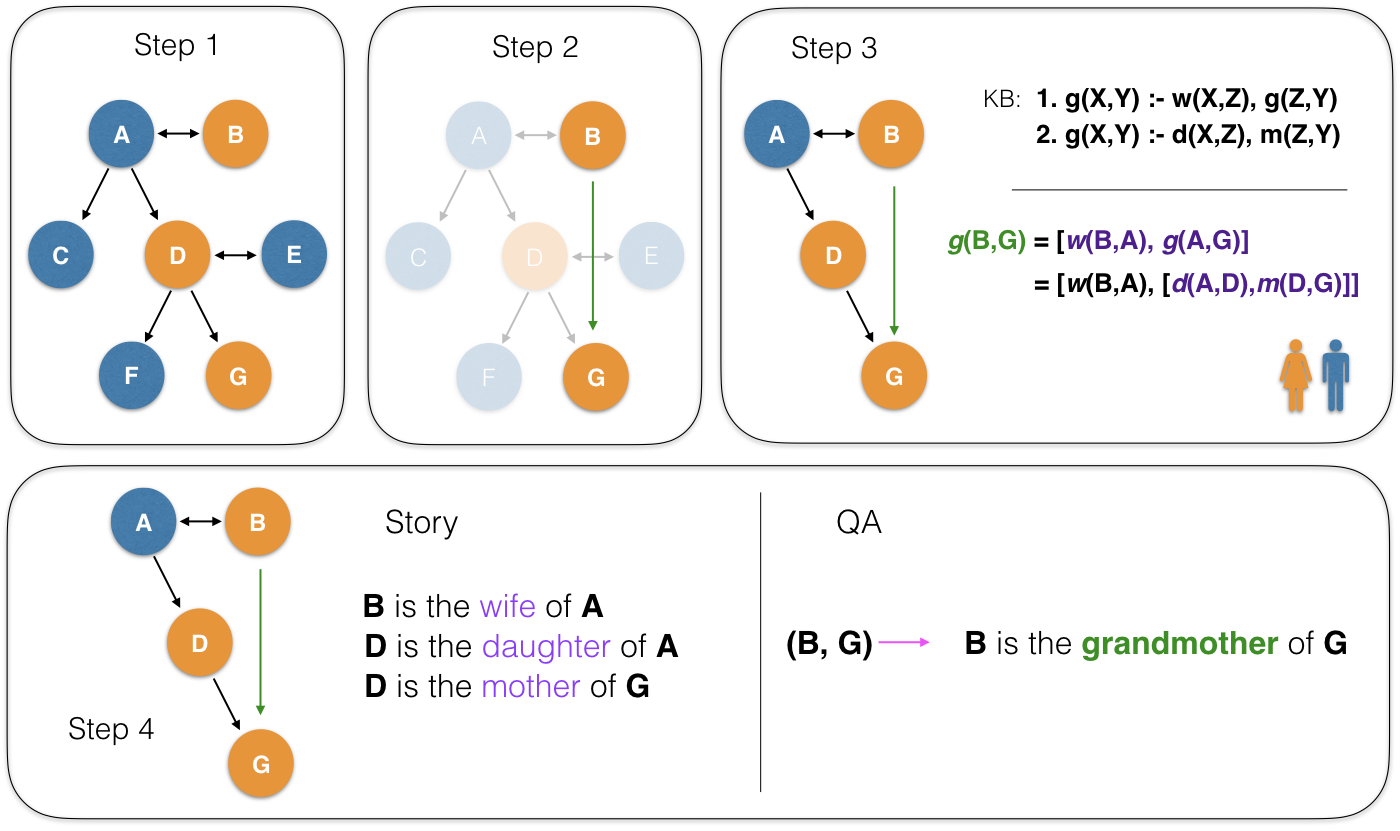 Step 1
A
B
C
D
E
F
G
Step 2
A
B
C
D
E
F
G
Step 3
A
B
D
G
KB: 1. g(X,Y) :- w(X,Z), g(Z,Y)
2. g(X,Y) :- d(X,Z), m(Z,Y)
g(B,G) = [w(B,A), g(A,G)]
= [w(B,A), [d(A,D),m(D,G)]]
A
B
D
G
Step 4
Story
B is the wife of A
D is the daughter of A
D is the mother of G
QA
(B, G)
B is the grandmother of G